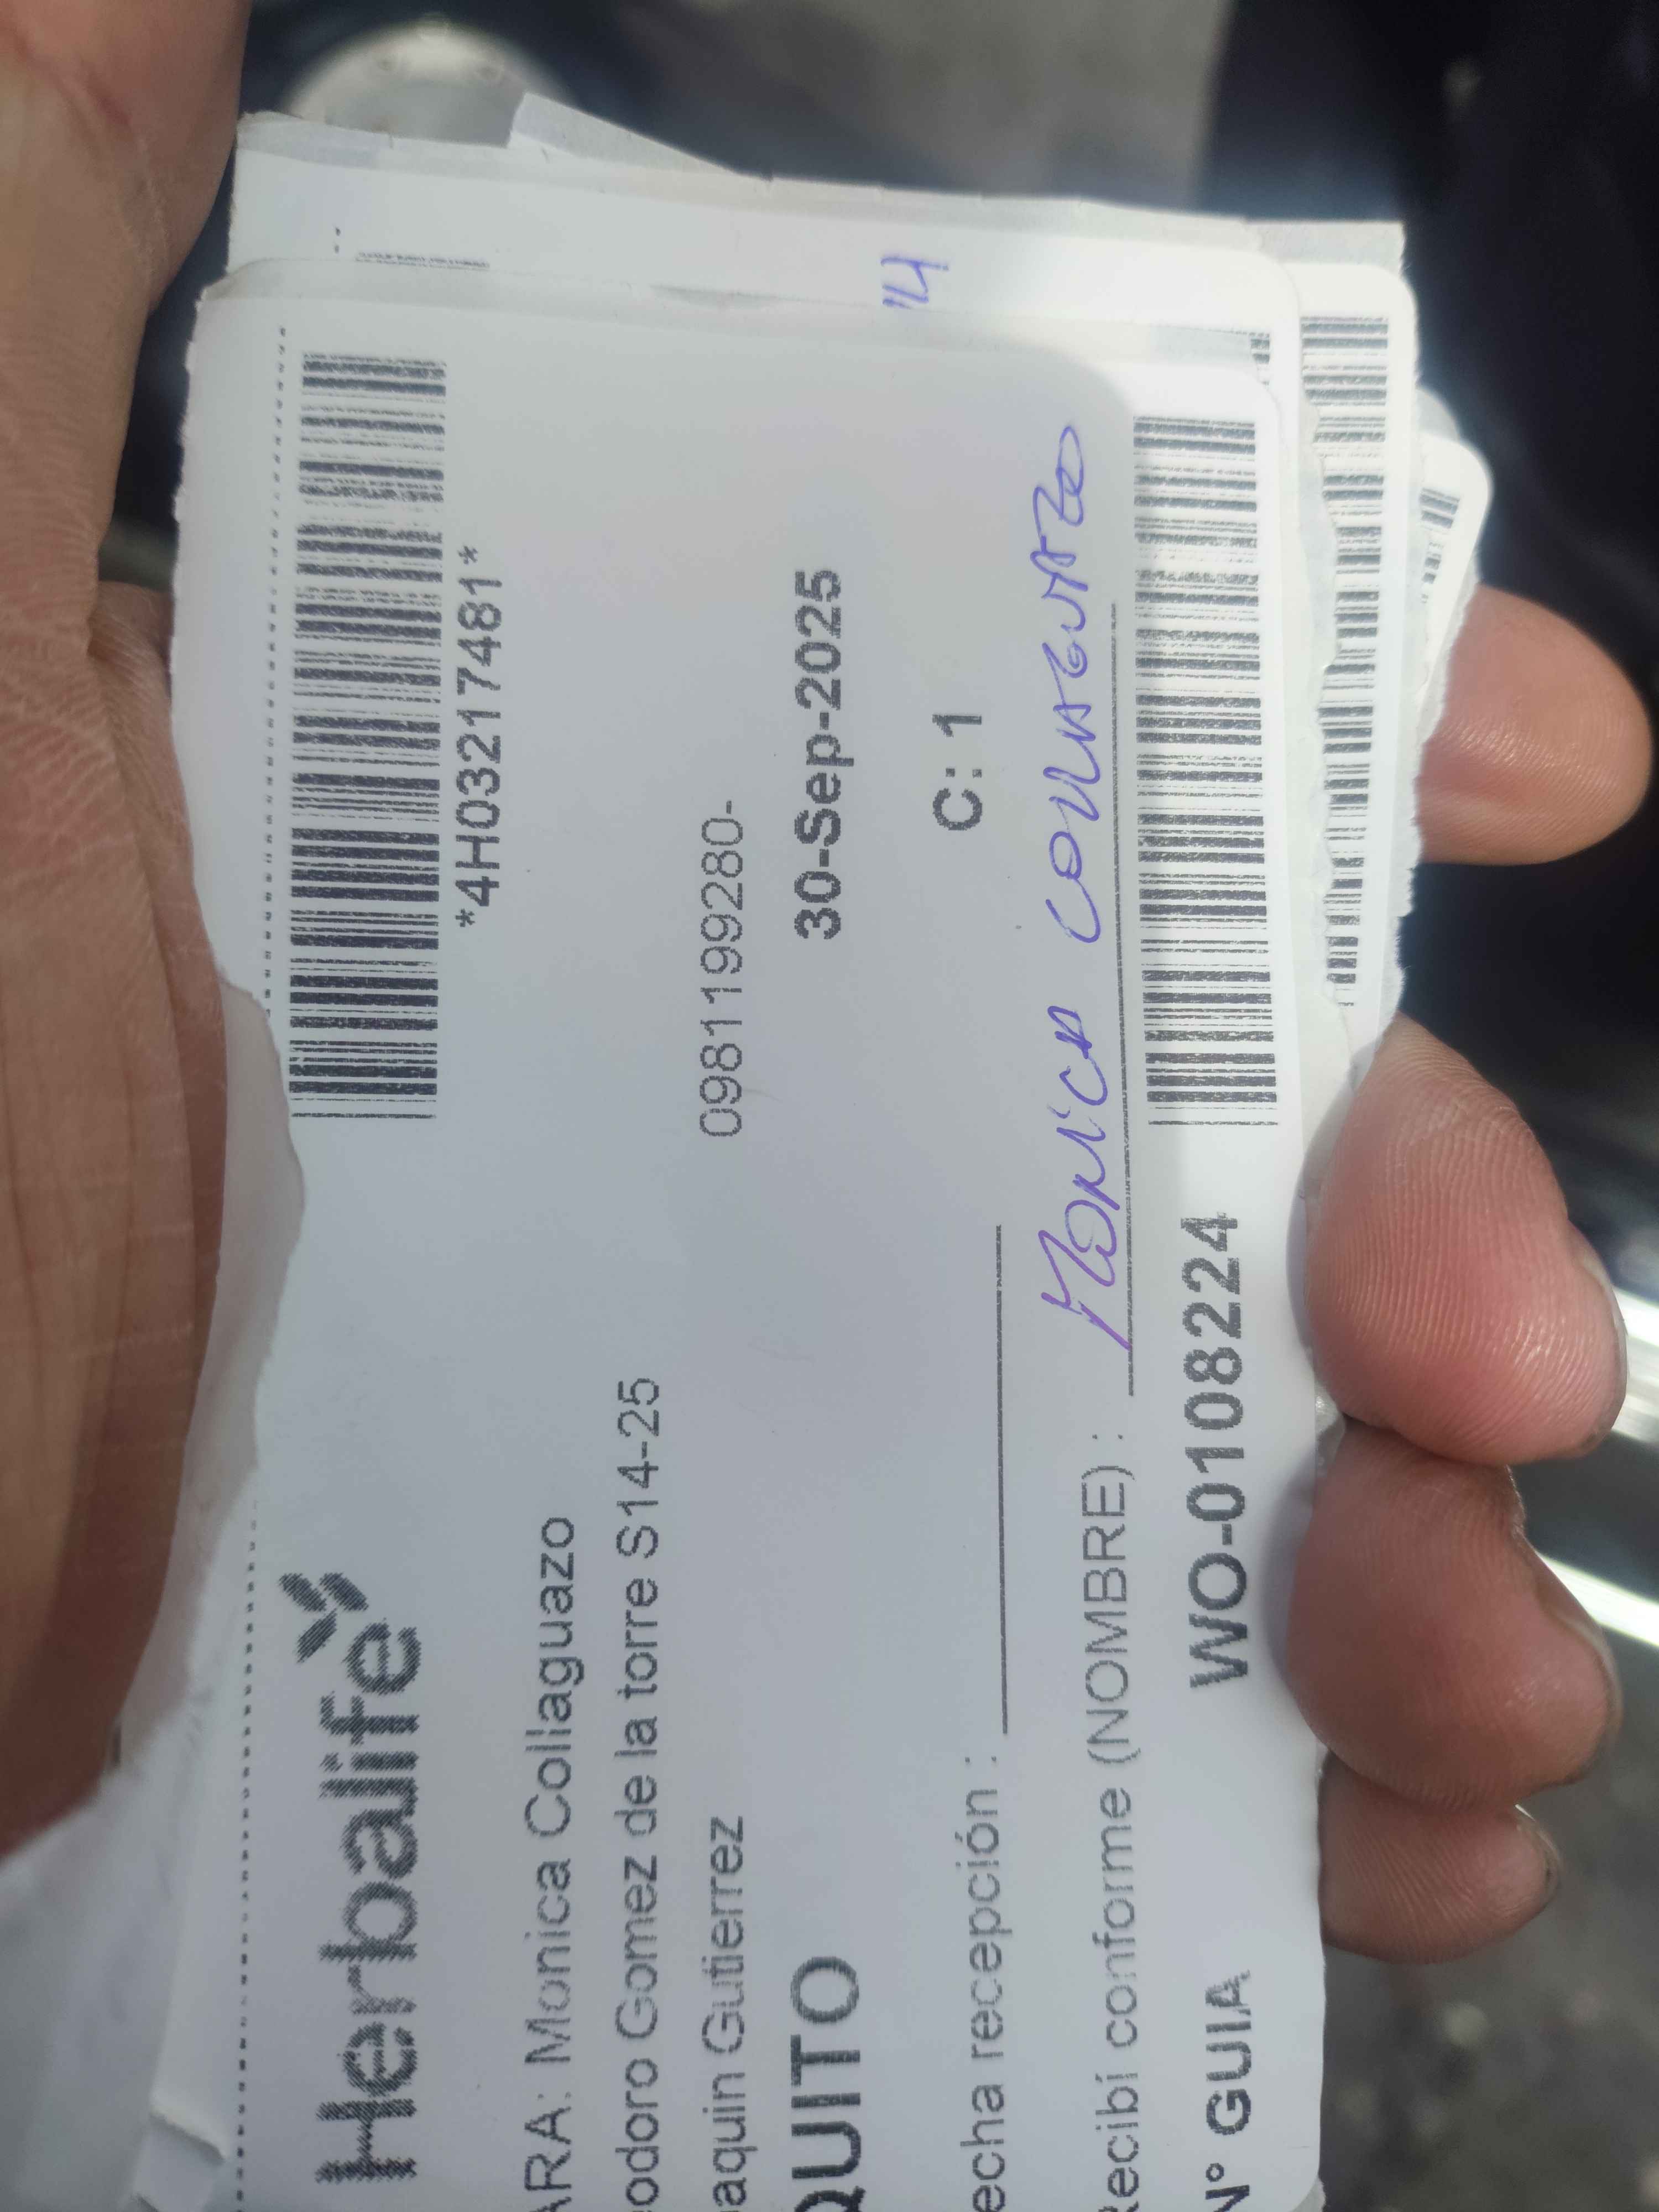 Herbalife
*4H03217481*
ARA: Monica Collaguazo
eodoro Gomez de la torre S14-25
aquin Gutierrez 0981199280-
QUITO 30-Sep-2025
echa recepción : C: 1
Recibí conforme (NOMBRE) : Monica Collaguazo
N° GUIA WO-0108224